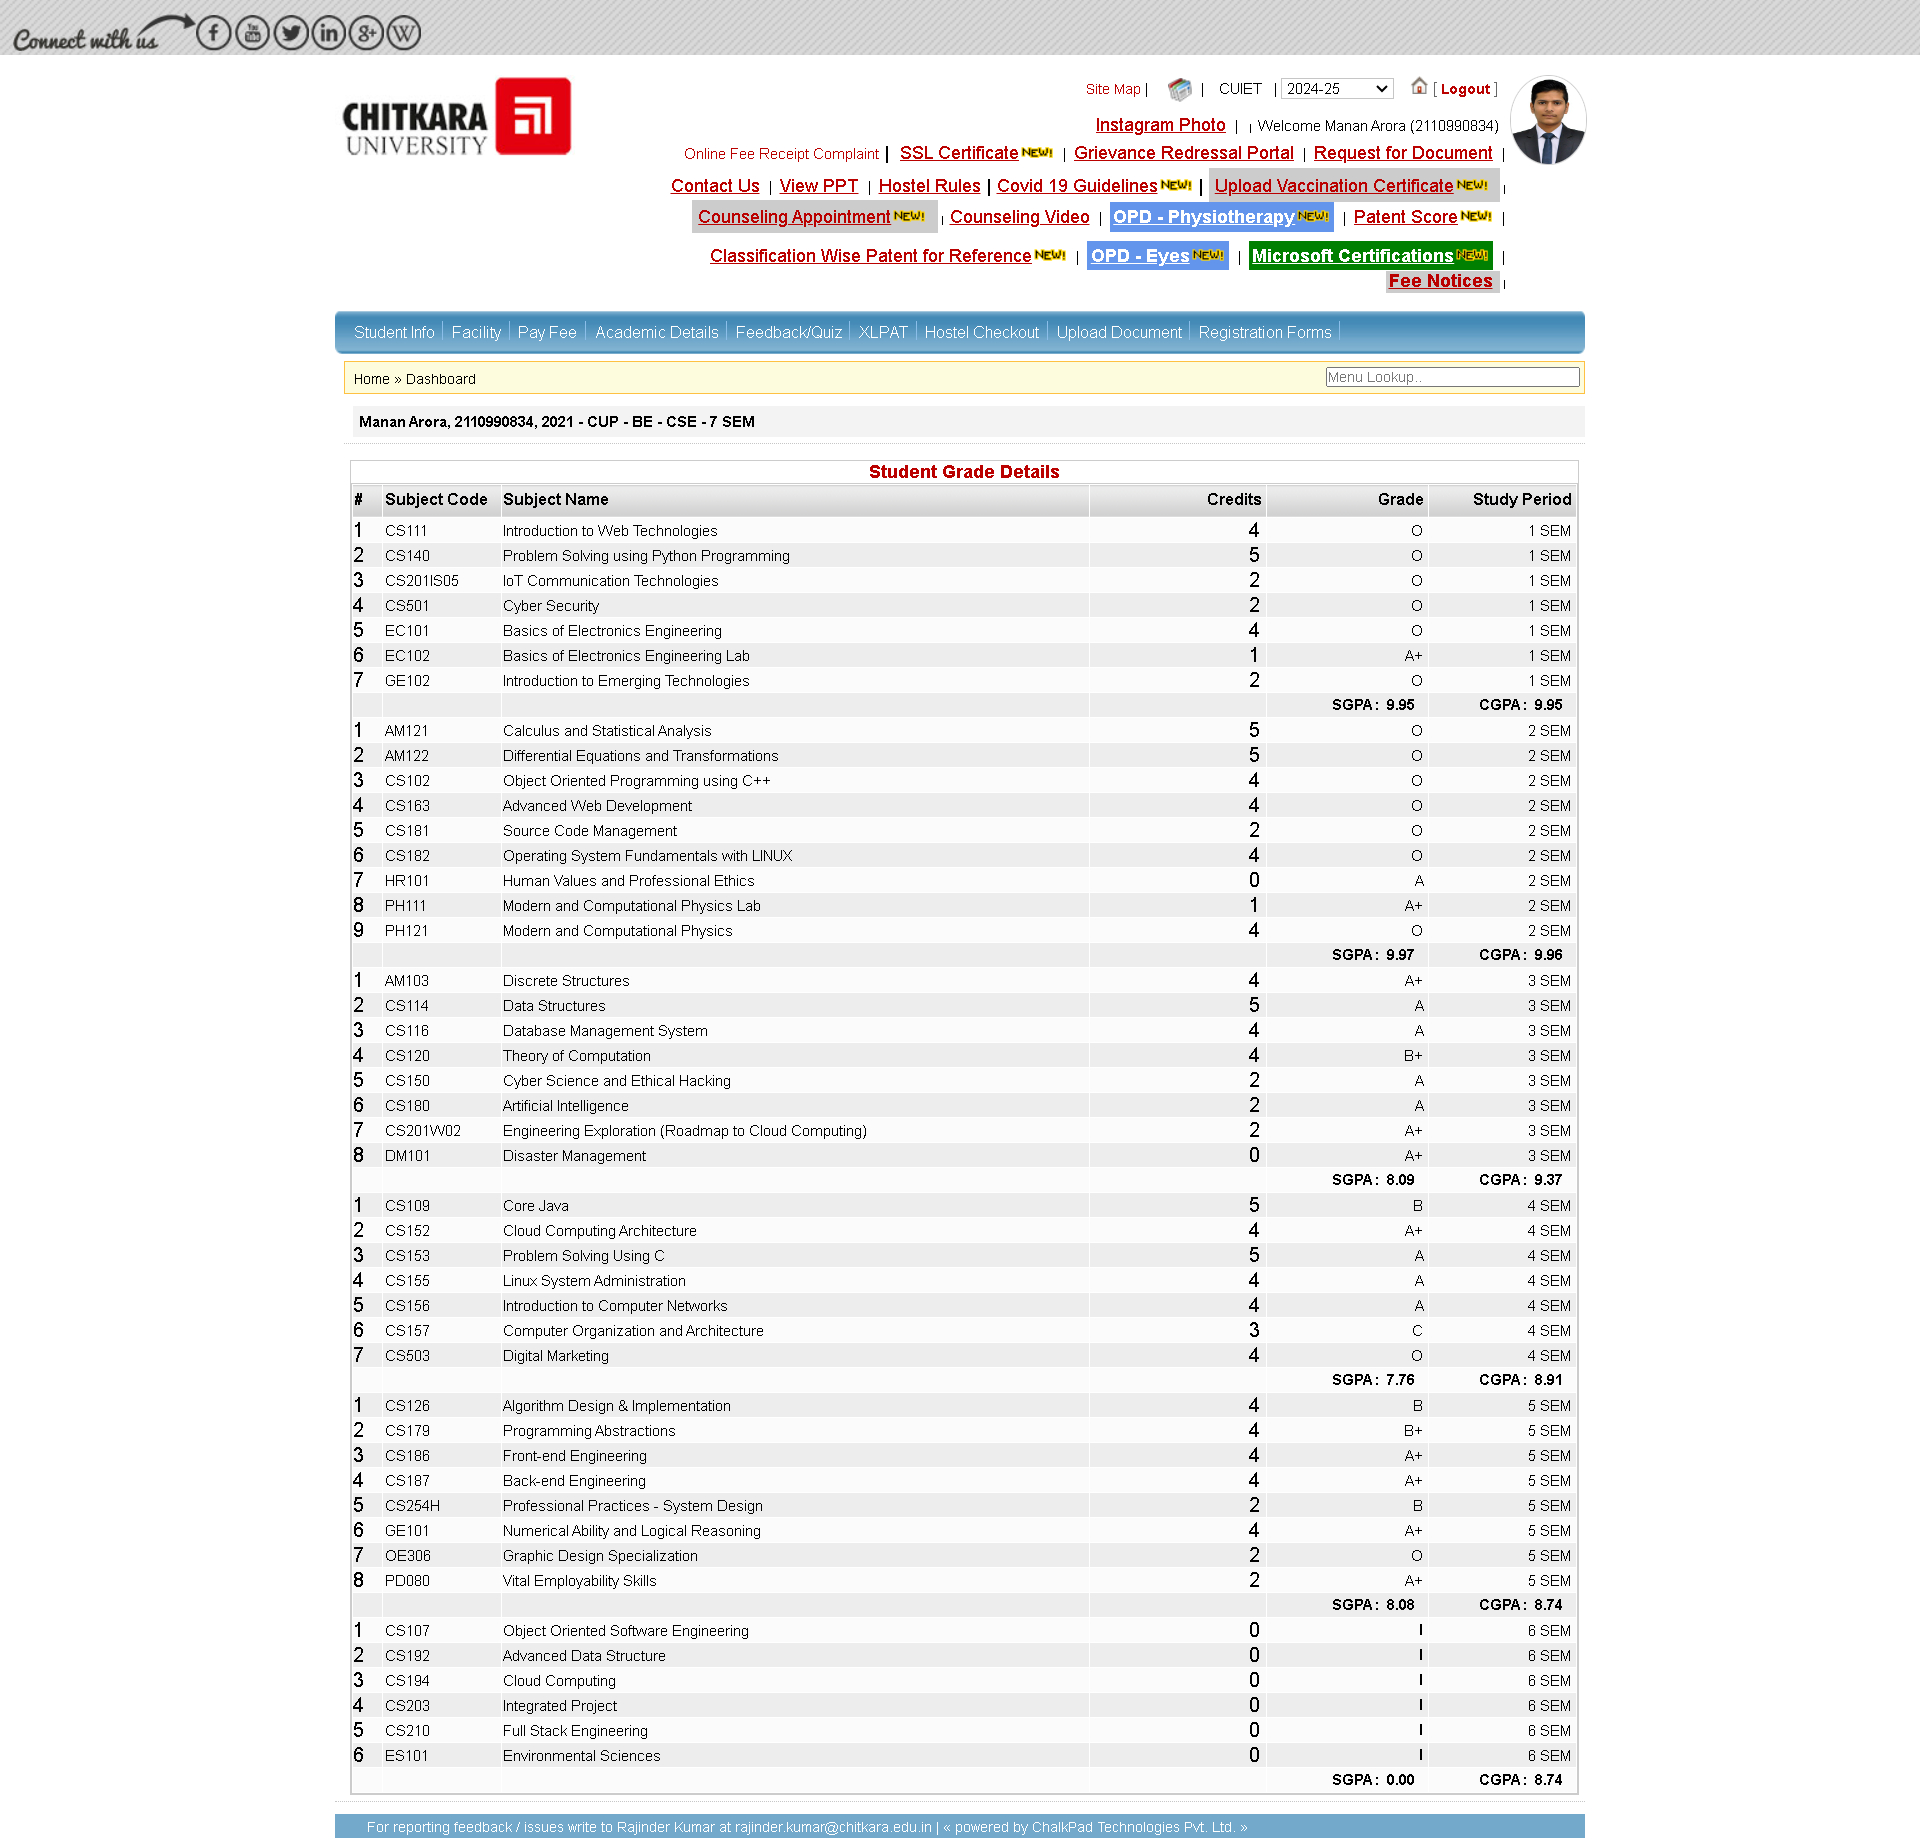 Connect with us
CHITKARA
UNIVERSITY
Site Map | | CUIET | 2024-25 [ Logout ]
Instagram Photo | | Welcome Manan Arora (2110990834)
Online Fee Receipt Complaint | SSL Certificate NEW! | Grievance Redressal Portal | Request for Document |
Contact Us | View PPT | Hostel Rules | Covid 19 Guidelines NEW! | Upload Vaccination Certificate NEW! |
Counseling Appointment NEW! | Counseling Video | OPD - Physiotherapy NEW! | Patent Score NEW! |
Classification Wise Patent for Reference NEW! | OPD - Eyes NEW! | Microsoft Certifications NEW! |
Fee Notices |
Student Info | Facility | Pay Fee | Academic Details | Feedback/Quiz | XLPAT | Hostel Checkout | Upload Document | Registration Forms |
Home » Dashboard Menu Lookup..
Manan Arora, 2110990834, 2021 - CUP - BE - CSE - 7 SEM
Student Grade Details
# Subject Code Subject Name Credits Grade Study Period
1 CS111 Introduction to Web Technologies 4 O 1 SEM
2 CS140 Problem Solving using Python Programming 5 O 1 SEM
3 CS201IS05 IoT Communication Technologies 2 O 1 SEM
4 CS501 Cyber Security 2 O 1 SEM
5 EC101 Basics of Electronics Engineering 4 O 1 SEM
6 EC102 Basics of Electronics Engineering Lab 1 A+ 1 SEM
7 GE102 Introduction to Emerging Technologies 2 O 1 SEM
SGPA : 9.95 CGPA : 9.95
1 AM121 Calculus and Statistical Analysis 5 O 2 SEM
2 AM122 Differential Equations and Transformations 5 O 2 SEM
3 CS102 Object Oriented Programming using C++ 4 O 2 SEM
4 CS163 Advanced Web Development 4 O 2 SEM
5 CS181 Source Code Management 2 O 2 SEM
6 CS182 Operating System Fundamentals with LINUX 4 O 2 SEM
7 HR101 Human Values and Professional Ethics 0 A 2 SEM
8 PH111 Modern and Computational Physics Lab 1 A+ 2 SEM
9 PH121 Modern and Computational Physics 4 O 2 SEM
SGPA : 9.97 CGPA : 9.96
1 AM103 Discrete Structures 4 A+ 3 SEM
2 CS114 Data Structures 5 A 3 SEM
3 CS116 Database Management System 4 A 3 SEM
4 CS120 Theory of Computation 4 B+ 3 SEM
5 CS150 Cyber Science and Ethical Hacking 2 A 3 SEM
6 CS180 Artificial Intelligence 2 A 3 SEM
7 CS201W02 Engineering Exploration (Roadmap to Cloud Computing) 2 A+ 3 SEM
8 DM101 Disaster Management 0 A+ 3 SEM
SGPA : 8.09 CGPA : 9.37
1 CS109 Core Java 5 B 4 SEM
2 CS152 Cloud Computing Architecture 4 A+ 4 SEM
3 CS153 Problem Solving Using C 5 A 4 SEM
4 CS155 Linux System Administration 4 A 4 SEM
5 CS156 Introduction to Computer Networks 4 A 4 SEM
6 CS157 Computer Organization and Architecture 3 C 4 SEM
7 CS503 Digital Marketing 4 O 4 SEM
SGPA : 7.76 CGPA : 8.91
1 CS126 Algorithm Design & Implementation 4 B 5 SEM
2 CS179 Programming Abstractions 4 B+ 5 SEM
3 CS186 Front-end Engineering 4 A+ 5 SEM
4 CS187 Back-end Engineering 4 A+ 5 SEM
5 CS254H Professional Practices - System Design 2 B 5 SEM
6 GE101 Numerical Ability and Logical Reasoning 4 A+ 5 SEM
7 OE306 Graphic Design Specialization 2 O 5 SEM
8 PD080 Vital Employability Skills 2 A+ 5 SEM
SGPA : 8.08 CGPA : 8.74
1 CS107 Object Oriented Software Engineering 0 I 6 SEM
2 CS192 Advanced Data Structure 0 I 6 SEM
3 CS194 Cloud Computing 0 I 6 SEM
4 CS203 Integrated Project 0 I 6 SEM
5 CS210 Full Stack Engineering 0 I 6 SEM
6 ES101 Environmental Sciences 0 I 6 SEM
SGPA : 0.00 CGPA : 8.74
For reporting feedback / issues write to Rajinder Kumar at rajinder.kumar@chitkara.edu.in | « powered by ChalkPad Technologies Pvt. Ltd. »